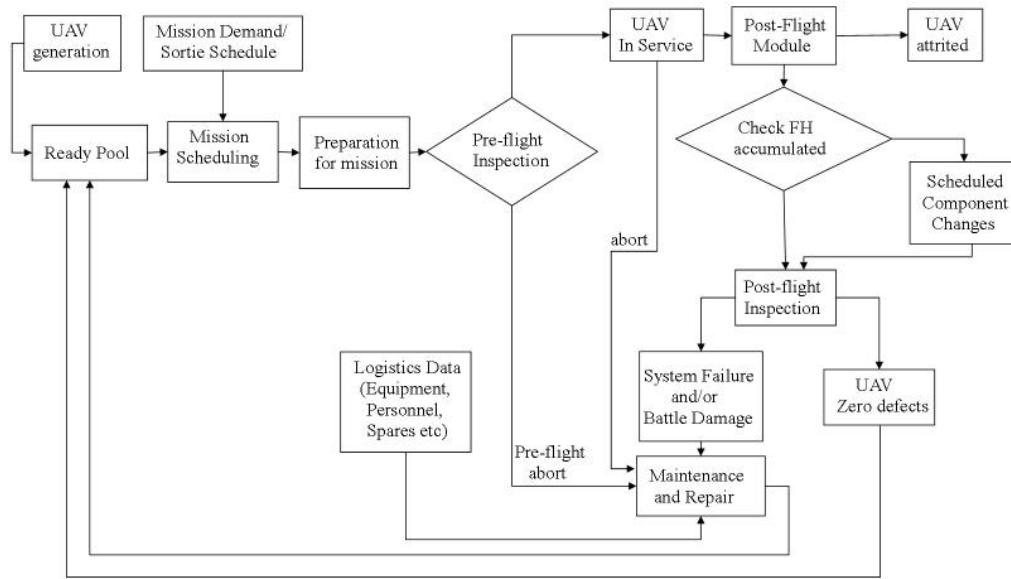 UAV
generation
Mission Demand/
Sortie Schedule
UAV
In Service
Post-Flight
Module
UAV
attrited
Ready Pool
Mission
Scheduling
Preparation
for mission
Pre-flight
Inspection
Check FH
accumulated
Scheduled
Component
Changes
abort
Post-flight
Inspection
Logistics Data
(Equipment,
Personnel,
Spares etc)
System Failure
and/or
Battle Damage
UAV
Zero defects
Pre-flight
abort
Maintenance
and Repair